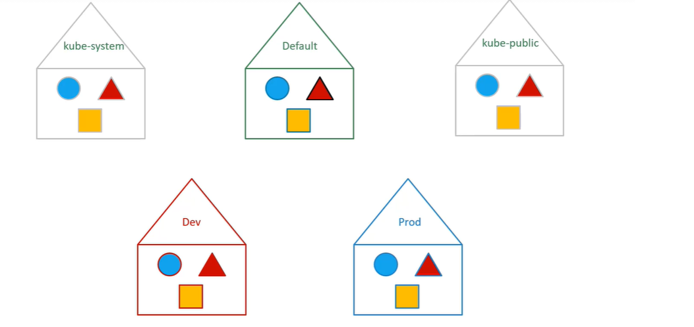 kube-system
Default
kube-public
Dev
Prod